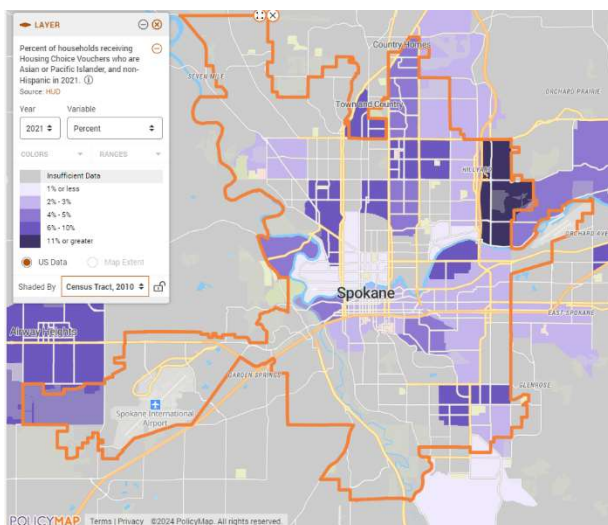 LAYER
Percent of households receiving
Housing Choice Vouchers who are
Asian or Pacific Islander, and non-
Hispanic in 2021.
Source: HUD
Year Variable
2021 Percent
COLORS RANGES
Insufficient Data
1% or less
2% - 3%
4% - 5%
6% - 10%
11% or greater
US Data Map Extent
Shaded By Census Tract, 2010
Country Homes
SEVEN MILE
Town and Country
ORCHARD PRAIRIE
HILLYARD
ORCHARD AVE
Spokane
EAST SPOKANE
Airway Heights
GARDEN SPRINGS
GLENROSE
Spokane International
Airport
POLICYMAP Terms | Privacy ©2024 PolicyMap. All rights reserved.